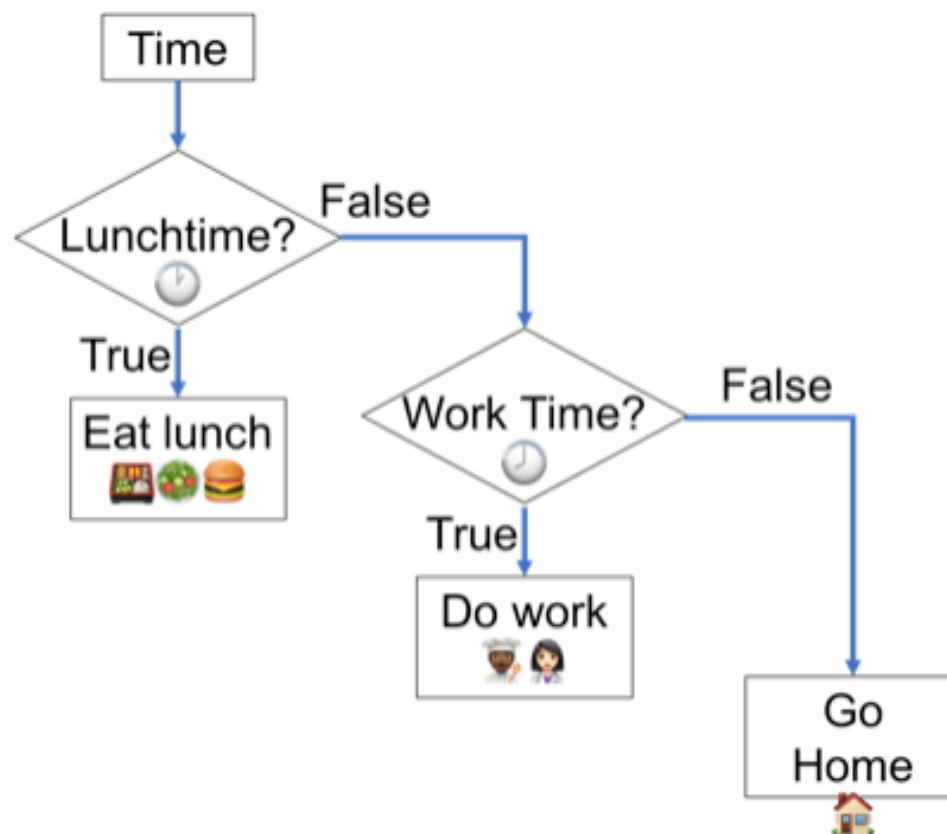 Time
False
Lunchtime?
True
False
Eat lunch
Work Time?
True
Do work
Go
Home